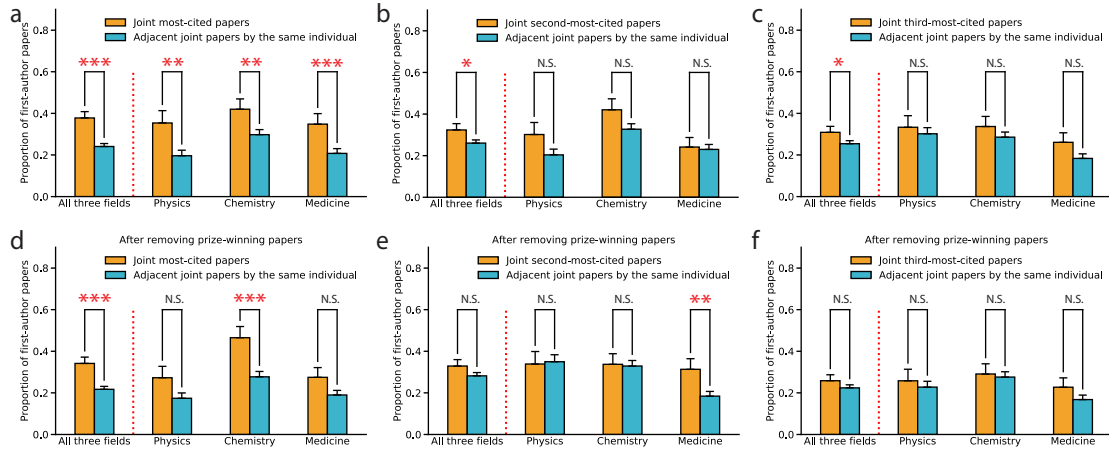 a
Joint most-cited papers
Adjacent joint papers by the same individual
Proportion of first-author papers
0.8
0.6
0.4
0.2
0.0
*** ** ** ***
All three fields Physics Chemistry Medicine
b
Joint second-most-cited papers
Adjacent joint papers by the same individual
Proportion of first-author papers
0.8
0.6
0.4
0.2
0.0
* N.S. N.S. N.S.
All three fields Physics Chemistry Medicine
c
Joint third-most-cited papers
Adjacent joint papers by the same individual
Proportion of first-author papers
0.8
0.6
0.4
0.2
0.0
* N.S. N.S. N.S.
All three fields Physics Chemistry Medicine
d
After removing prize-winning papers
Joint most-cited papers
Adjacent joint papers by the same individual
Proportion of first-author papers
0.8
0.6
0.4
0.2
0.0
*** N.S. *** N.S.
All three fields Physics Chemistry Medicine
e
After removing prize-winning papers
Joint second-most-cited papers
Adjacent joint papers by the same individual
Proportion of first-author papers
0.8
0.6
0.4
0.2
0.0
N.S. N.S. N.S. **
All three fields Physics Chemistry Medicine
f
After removing prize-winning papers
Joint third-most-cited papers
Adjacent joint papers by the same individual
Proportion of first-author papers
0.8
0.6
0.4
0.2
0.0
N.S. N.S. N.S. N.S.
All three fields Physics Chemistry Medicine